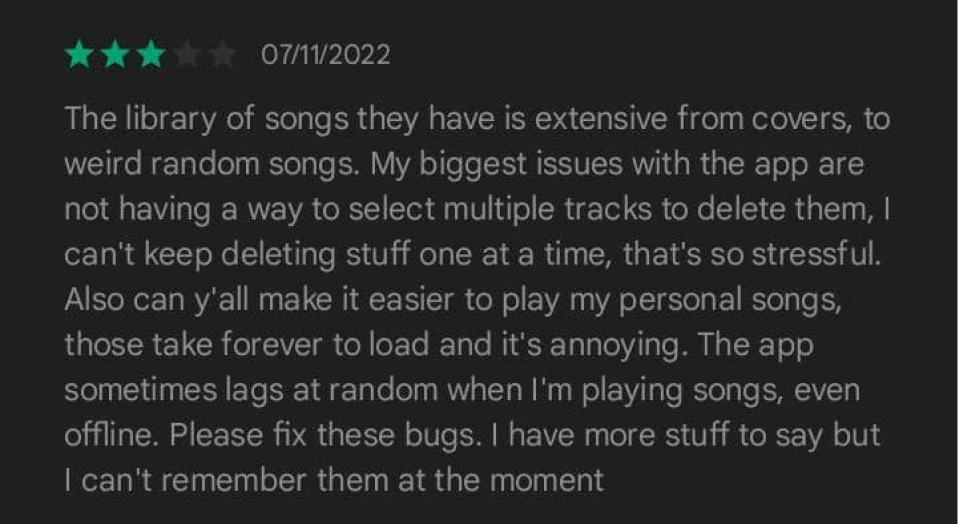 07/11/2022
The library of songs they have is extensive from covers, to
weird random songs. My biggest issues with the app are
not having a way to select multiple tracks to delete them, I
can't keep deleting stuff one at a time, that's so stressful.
Also can y'all make it easier to play my personal songs,
those take forever to load and it's annoying. The app
sometimes lags at random when I'm playing songs, even
offline. Please fix these bugs. I have more stuff to say but
I can't remember them at the moment